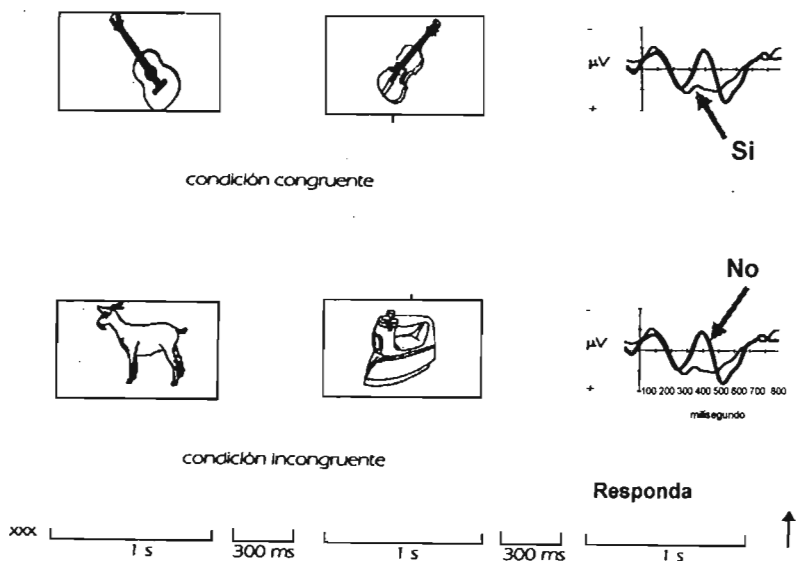 -
µV
+
Si
condición congruente
No
-
µV
+
100 200 300 400 500 600 700 800
milisegundo
condición incongruente
Responda
xxx
1 s
300 ms
1 s
300 ms
1 s